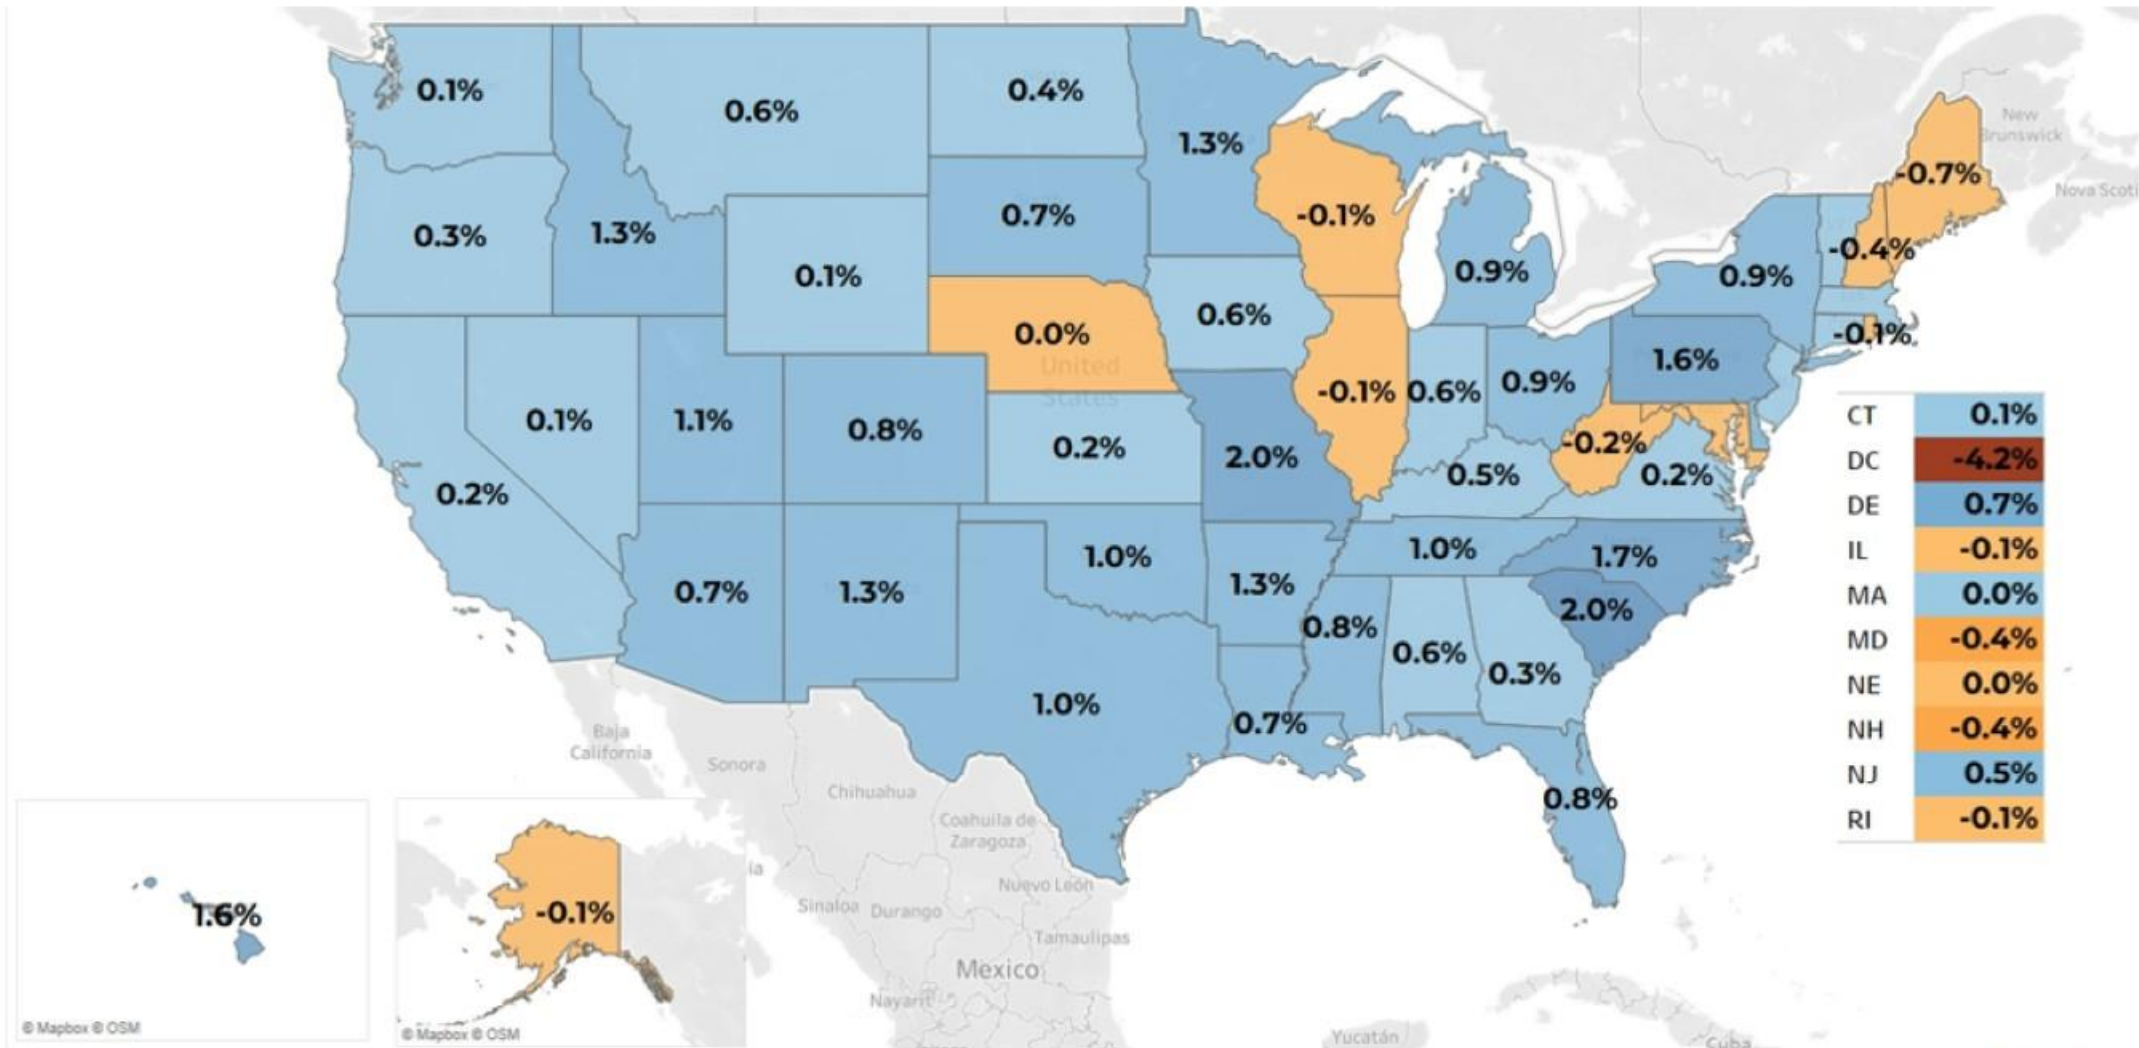 0.1%
0.6%
0.4%
1.3%
-0.1%
-0.7%
New
Brunswick
Nova Scoti
0.3%
1.3%
0.1%
0.7%
0.9%
0.9%
-0.4%
0.0%
United
States
0.6%
-0.1%
0.6%
0.9%
1.6%
-0.1%
0.1%
1.1%
0.8%
0.2%
2.0%
0.5%
-0.2%
0.2%
0.2%
0.7%
1.3%
1.0%
1.3%
1.0%
1.7%
2.0%
0.8%
0.6%
0.3%
1.0%
0.7%
0.8%
CT 0.1%
DC -4.2%
DE 0.7%
IL -0.1%
MA 0.0%
MD -0.4%
NE 0.0%
NH -0.4%
NJ 0.5%
RI -0.1%
Baja
California
Sonora
Chihuahua
Coahuila de
Zaragoza
Nuevo León
Sinaloa
Durango
Tamaulipas
Mexico
Nayarit
Yucatán
Cuba
1.6%
© Mapbox © OSM
ia
-0.1%
© Mapbox © OSM